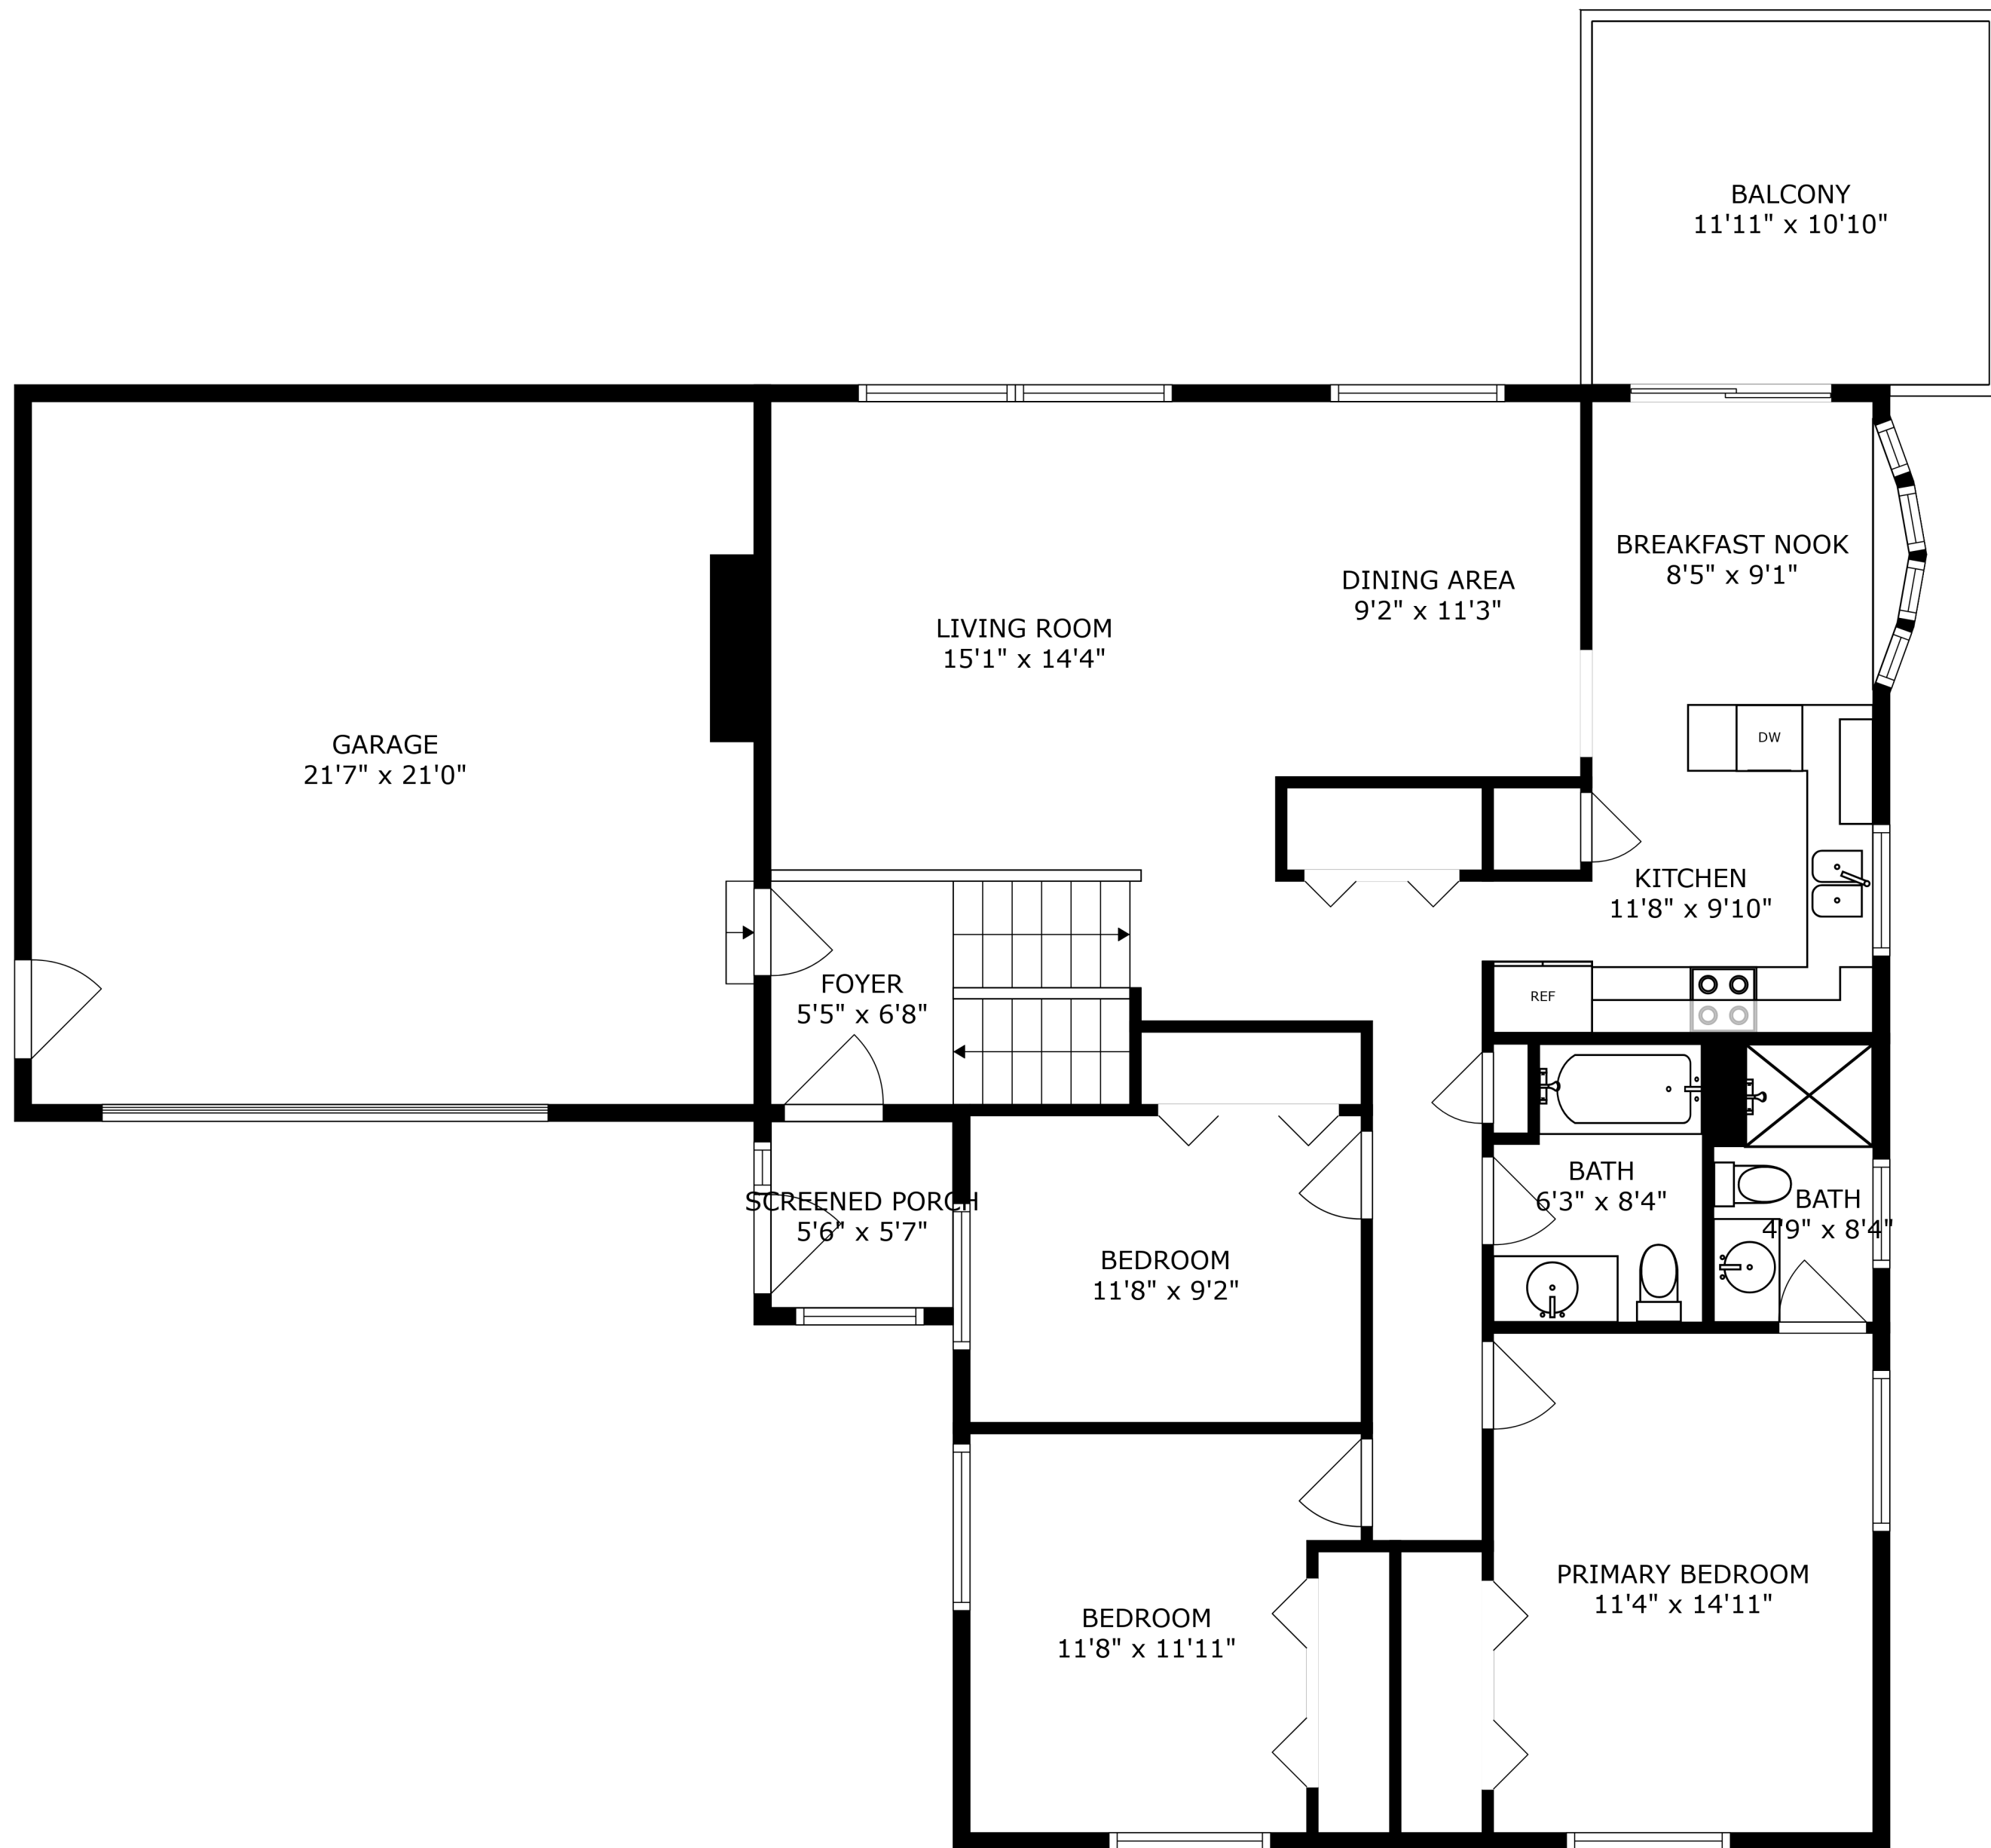 BALCONY
11'11" x 10'10"
BREAKFAST NOOK
8'5" x 9'1"
DINING AREA
9'2" x 11'3"
LIVING ROOM
15'1" x 14'4"
GARAGE
21'7" x 21'0"
DW
KITCHEN
11'8" x 9'10"
FOYER
5'5" x 6'8"
REF
BATH
6'3" x 8'4"
BATH
4'9" x 8'4"
SCREENED PORCH
5'6" x 5'7"
BEDROOM
11'8" x 9'2"
PRIMARY BEDROOM
11'4" x 14'11"
BEDROOM
11'8" x 11'11"